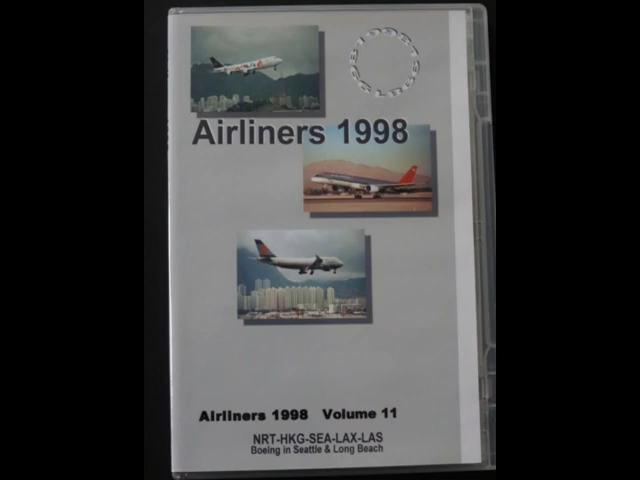 Airliners 1998
Airliners 1998 Volume 11
NRT-HKG-SEA-LAX-LAS
Boeing in Seattle & Long Beach